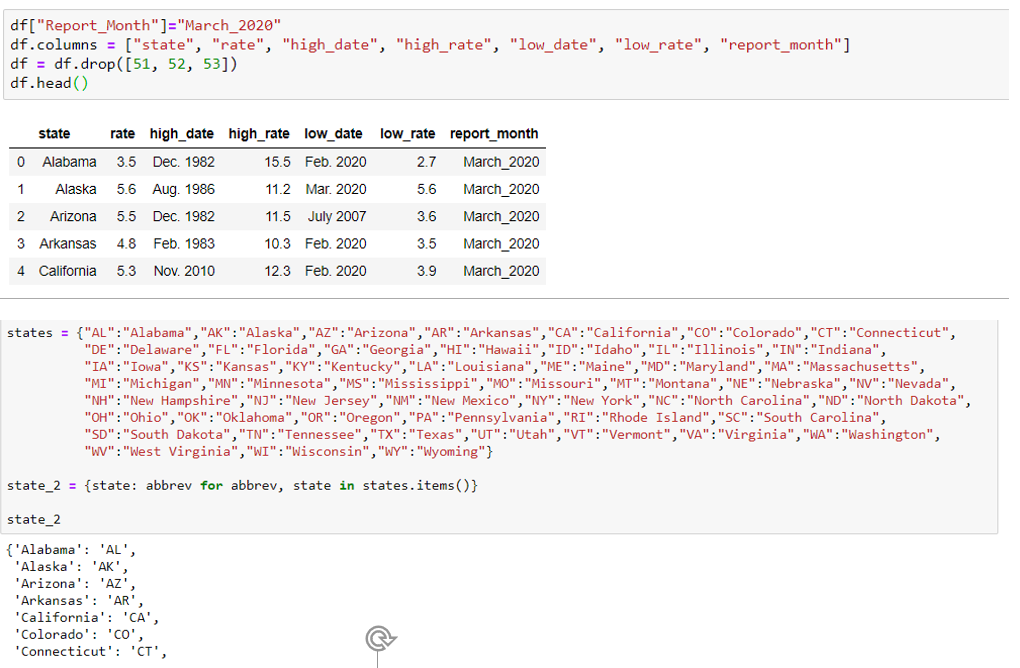 df["Report_Month"]="March_2020"
df.columns = ["state", "rate", "high_date", "high_rate", "low_date", "low_rate", "report_month"]
df = df.drop([51, 52, 53])
df.head()
state rate high_date high_rate low_date low_rate report_month
0 Alabama 3.5 Dec. 1982 15.5 Feb. 2020 2.7 March_2020
1 Alaska 5.6 Aug. 1986 11.2 Mar. 2020 5.6 March_2020
2 Arizona 5.5 Dec. 1982 11.5 July 2007 3.6 March_2020
3 Arkansas 4.8 Feb. 1983 10.3 Feb. 2020 3.5 March_2020
4 California 5.3 Nov. 2010 12.3 Feb. 2020 3.9 March_2020
states = {"AL":"Alabama","AK":"Alaska","AZ":"Arizona","AR":"Arkansas","CA":"California","CO":"Colorado","CT":"Connecticut",
"DE":"Delaware","FL":"Florida","GA":"Georgia","HI":"Hawaii","ID":"Idaho","IL":"Illinois","IN":"Indiana",
"IA":"Iowa","KS":"Kansas","KY":"Kentucky","LA":"Louisiana","ME":"Maine","MD":"Maryland","MA":"Massachusetts",
"MI":"Michigan","MN":"Minnesota","MS":"Mississippi","MO":"Missouri","MT":"Montana","NE":"Nebraska","NV":"Nevada",
"NH":"New Hampshire","NJ":"New Jersey","NM":"New Mexico","NY":"New York","NC":"North Carolina","ND":"North Dakota",
"OH":"Ohio","OK":"Oklahoma","OR":"Oregon","PA":"Pennsylvania","RI":"Rhode Island","SC":"South Carolina",
"SD":"South Dakota","TN":"Tennessee","TX":"Texas","UT":"Utah","VT":"Vermont","VA":"Virginia","WA":"Washington",
"WV":"West Virginia","WI":"Wisconsin","WY":"Wyoming"}
state_2 = {state: abbrev for abbrev, state in states.items()}
state_2
{'Alabama': 'AL',
'Alaska': 'AK',
'Arizona': 'AZ',
'Arkansas': 'AR',
'California': 'CA',
'Colorado': 'CO',
'Connecticut': 'CT',